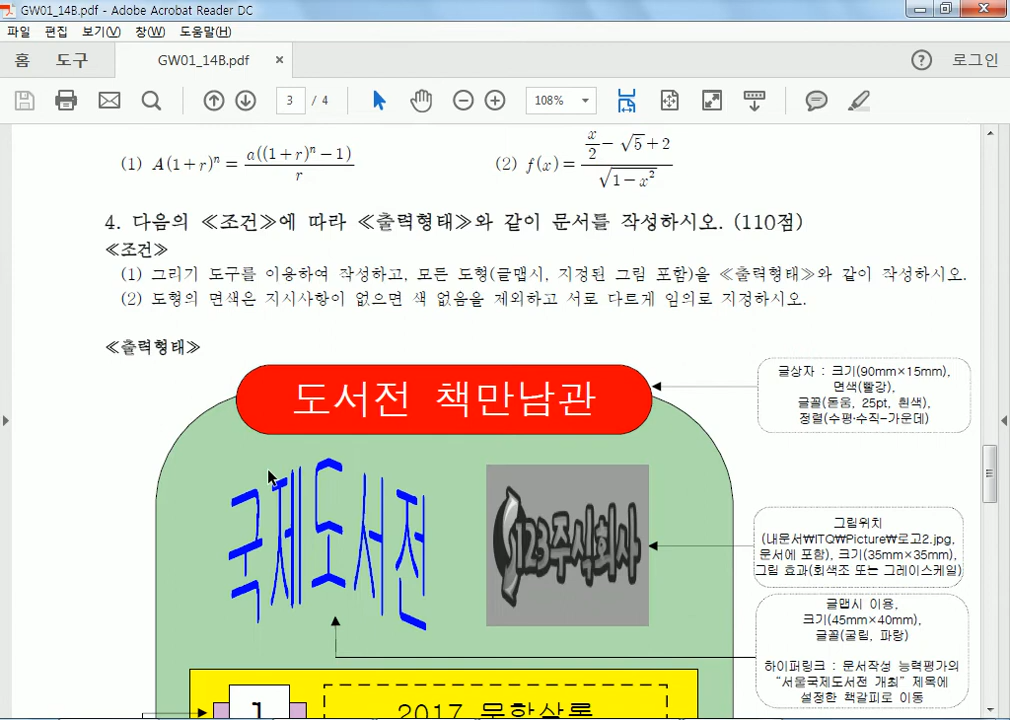 GW01_14B.pdf - Adobe Acrobat Reader DC
파일 편집 보기(V) 창(W) 도움말(H)
홈 도구 GW01_14B.pdf × ? 로그인
3 / 4 108%
(1) A(1+r)^n = a((1+r)^n-1)/r (2) f(x) = (x/2 - √5+2)/√(1-x^2)
4. 다음의 ≪조건≫에 따라 ≪출력형태≫와 같이 문서를 작성하시오. (110점)
≪조건≫
(1) 그리기 도구를 이용하여 작성하고, 모든 도형(글맵시, 지정된 그림 포함)을 ≪출력형태≫와 같이 작성하시오.
(2) 도형의 면색은 지시사항이 없으면 색 없음을 제외하고 서로 다르게 임의로 지정하시오.
≪출력형태≫
도서전 책만남관
글상자 : 크기(90mm×15mm),
면색(빨강),
글꼴(돋움, 25pt, 흰색),
정렬(수평·수직-가운데)
국제도서전
123주식회사
그림위치
(내문서₩ITQ₩Picture₩로고2.jpg,
문서에 포함), 크기(35mm×35mm),
그림 효과(회색조 또는 그레이스케일)
글맵시 이용,
크기(45mm×40mm),
글꼴(굴림, 파랑)
하이퍼링크 : 문서작성 능력평가의
"서울국제도서전 개최" 제목에
설정한 책갈피로 이동
1 2017 문학살롱